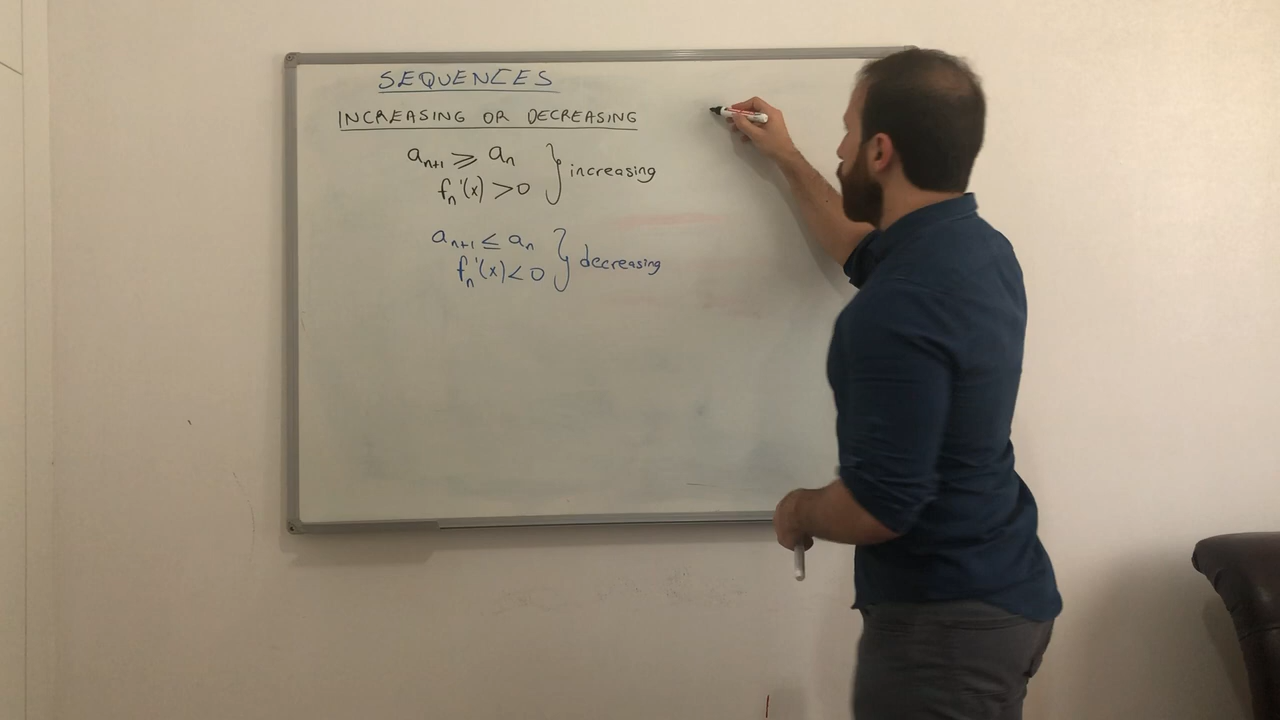 SEQUENCES
INCREASING OR DECREASING
aₙ₊₁ ⩾ aₙ
fₙ'(x) > 0 } increasing
aₙ₊₁ ≤ aₙ
fₙ'(x) < 0 } decreasing